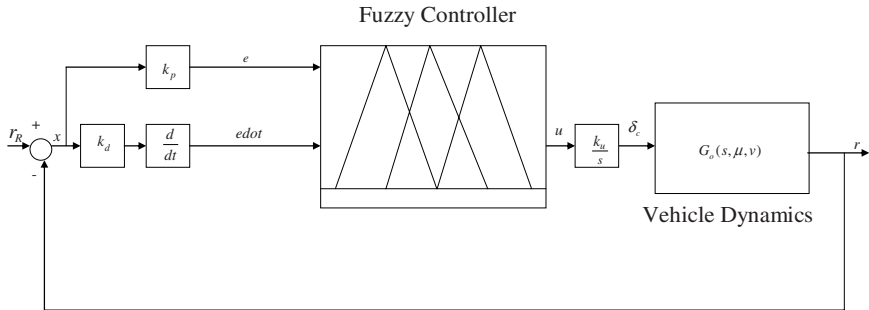 Fuzzy Controller
k_p
e
r_R
+
x
-
k_d
d
dt
edot
u
k_u
s
δ_c
G_o(s, μ, v)
r
Vehicle Dynamics